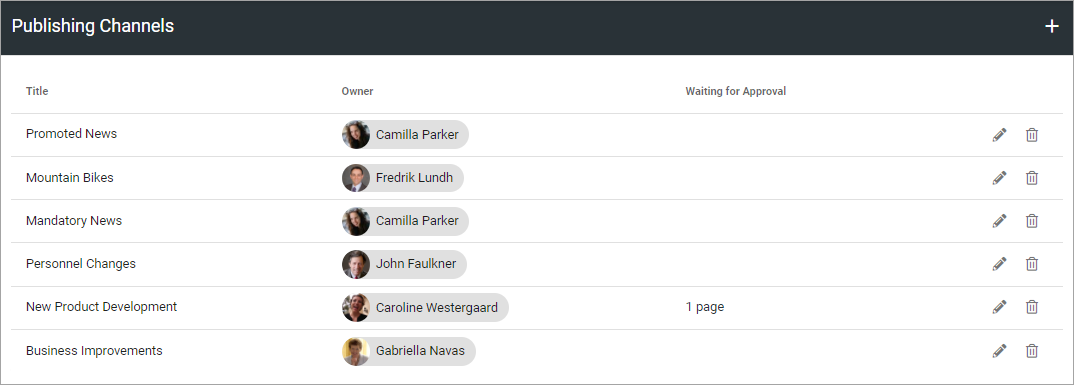 Publishing Channels
Title Owner Waiting for Approval
Promoted News Camilla Parker
Mountain Bikes Fredrik Lundh
Mandatory News Camilla Parker
Personnel Changes John Faulkner
New Product Development Caroline Westergaard 1 page
Business Improvements Gabriella Navas